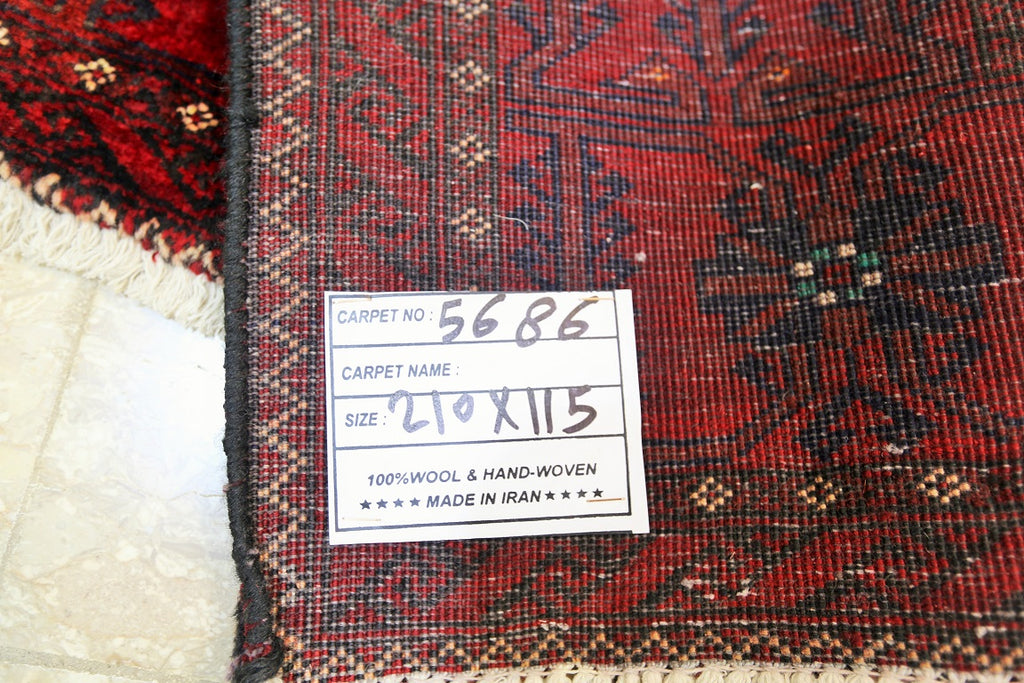 CARPET NO : 5686
CARPET NAME :
SIZE : 210X115
100%WOOL & HAND-WOVEN
★★★★ MADE IN IRAN ★★★★